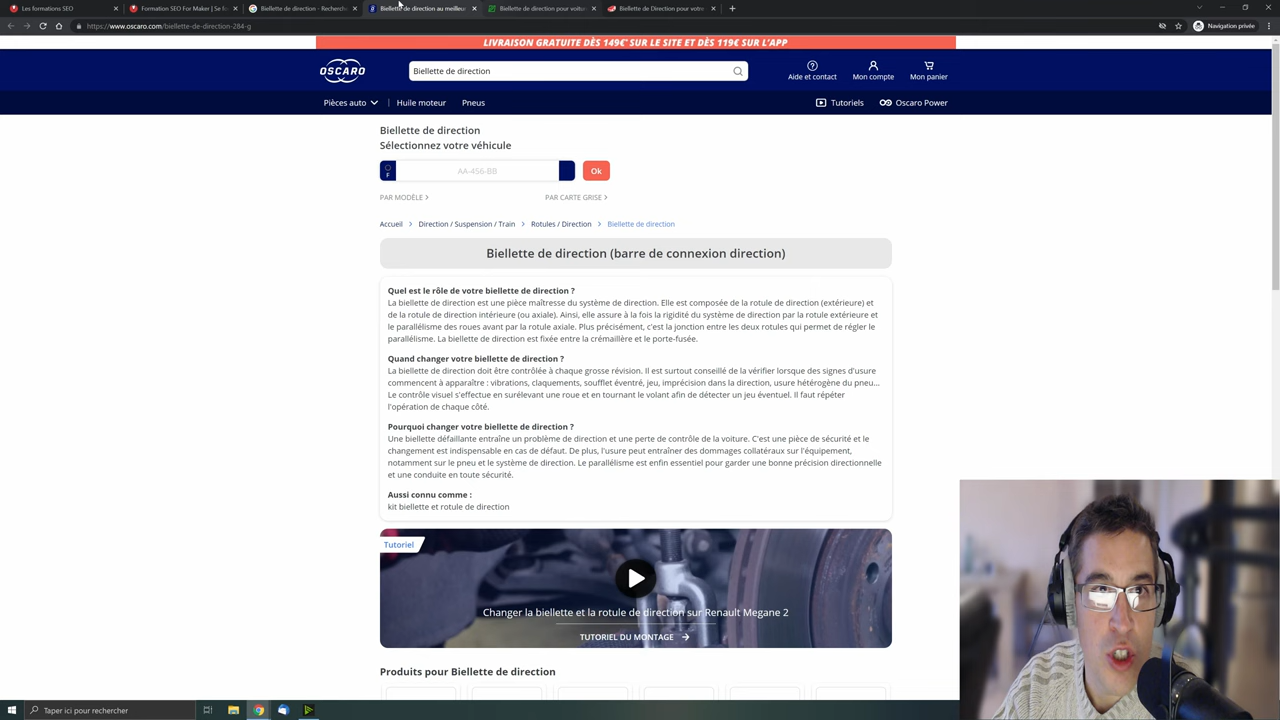 Les formations SEO
Formation SEO For Maker | Se f
Biellette de direction - Recherche
Biellette de direction au meilleur
Biellette de direction pour voitur
Biellette de Direction pour votre
https://www.oscaro.com/biellette-de-direction-284-g
Navigation privée
LIVRAISON GRATUITE DÈS 149€* SUR LE SITE ET DÈS 119€ SUR L'APP
OSCARO
Biellette de direction
Aide et contact
Mon compte
Mon panier
Pièces auto
Huile moteur
Pneus
Tutoriels
Oscaro Power
Biellette de direction
Sélectionnez votre véhicule
F
AA-456-BB
Ok
PAR MODÈLE
PAR CARTE GRISE
Accueil > Direction / Suspension / Train > Rotules / Direction > Biellette de direction
Biellette de direction (barre de connexion direction)
Quel est le rôle de votre biellette de direction ?
La biellette de direction est une pièce maîtresse du système de direction. Elle est composée de la rotule de direction (extérieure) et
de la rotule de direction intérieure (ou axiale). Ainsi, elle assure à la fois la rigidité du système de direction par la rotule extérieure et
le parallélisme des roues avant par la rotule axiale. Plus précisément, c'est la jonction entre les deux rotules qui permet de régler le
parallélisme. La biellette de direction est fixée entre la crémaillère et le porte-fusée.
Quand changer votre biellette de direction ?
La biellette de direction doit être contrôlée à chaque grosse révision. Il est surtout conseillé de la vérifier lorsque des signes d'usure
commencent à apparaître : vibrations, claquements, soufflet éventré, jeu, imprécision dans la direction, usure hétérogène du pneu...
Le contrôle visuel s'effectue en surélevant une roue et en tournant le volant afin de détecter un jeu éventuel. Il faut répéter
l'opération de chaque côté.
Pourquoi changer votre biellette de direction ?
Une biellette défaillante entraîne un problème de direction et une perte de contrôle de la voiture. C'est une pièce de sécurité et le
changement est indispensable en cas de défaut. De plus, l'usure peut entraîner des dommages collatéraux sur l'équipement,
notamment sur le pneu et le système de direction. Le parallélisme est enfin essentiel pour garder une bonne précision directionnelle
et une conduite en toute sécurité.
Aussi connu comme :
kit biellette et rotule de direction
Tutoriel
Changer la biellette et la rotule de direction sur Renault Megane 2
TUTORIEL DU MONTAGE
Produits pour Biellette de direction
Taper ici pour rechercher